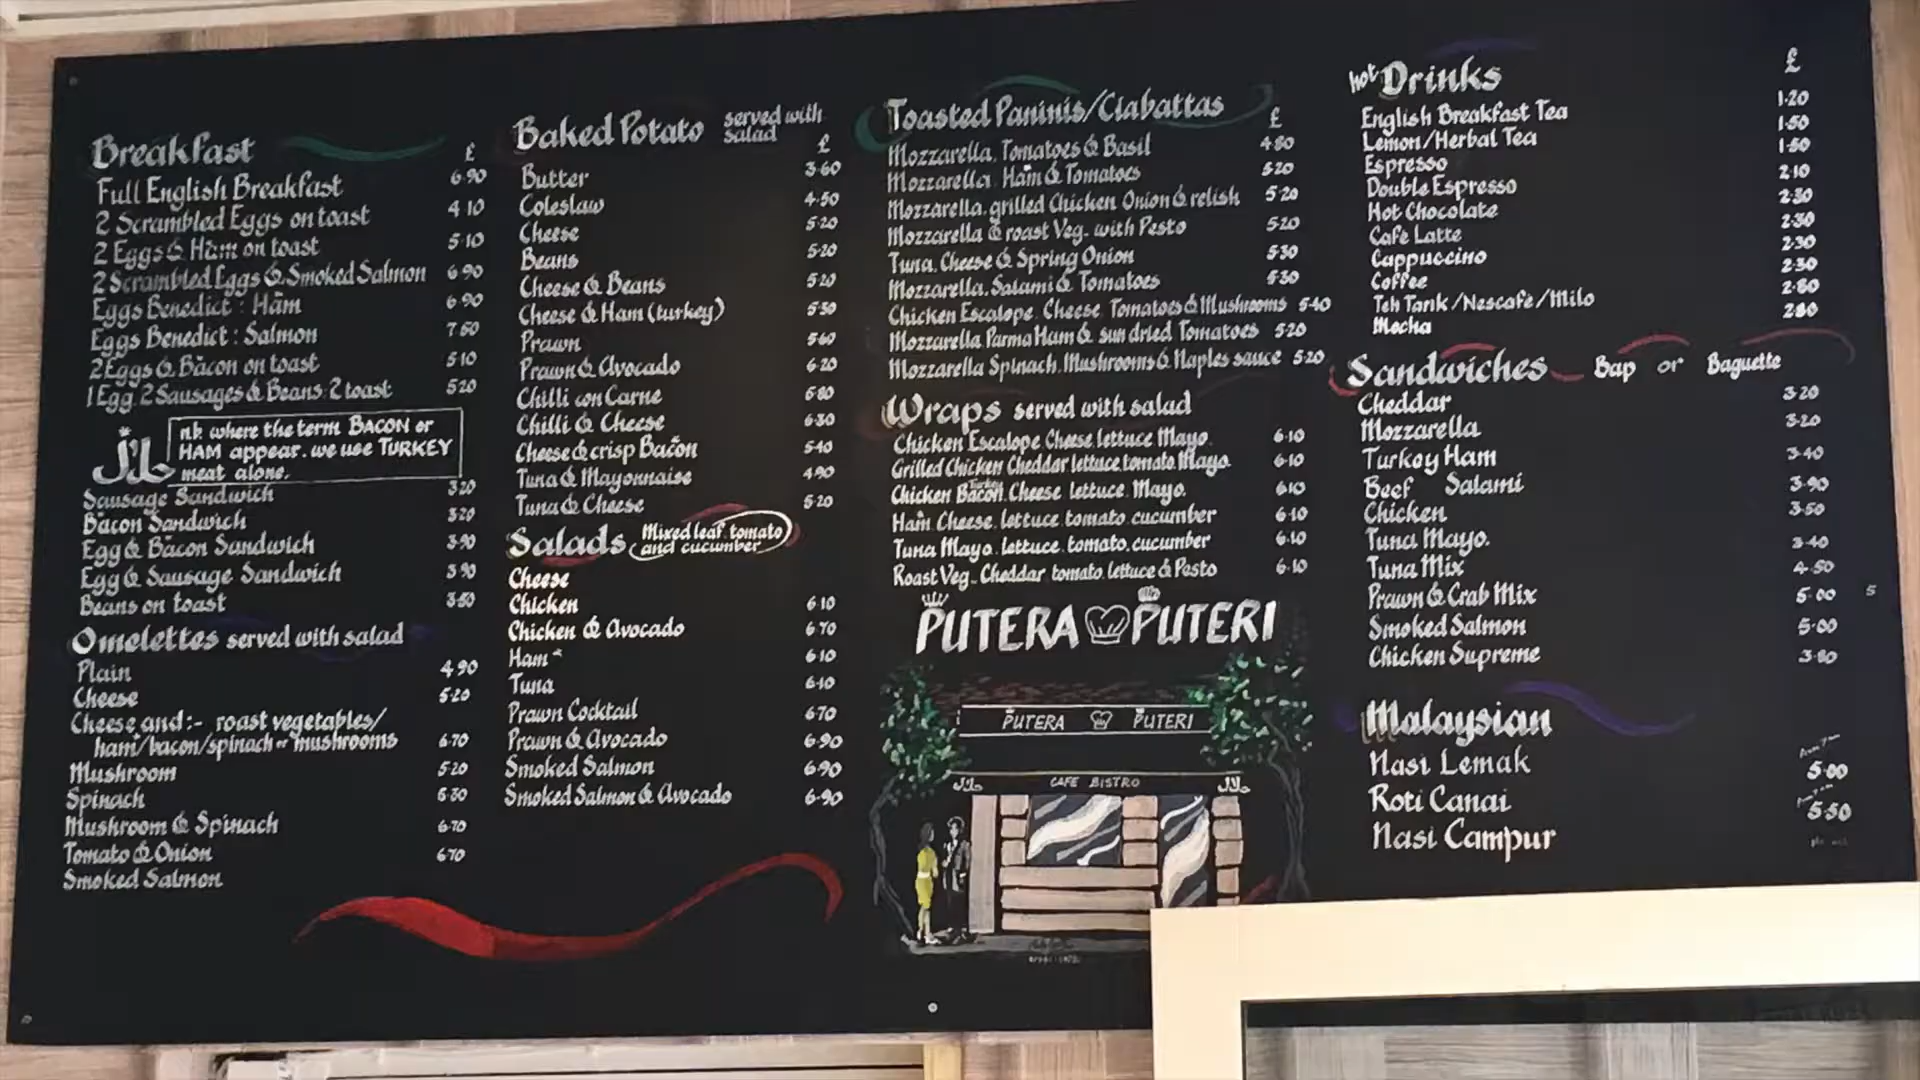 Breakfast £
Full English Breakfast 6.90
2 Scrambled Eggs on toast 4.10
2 Eggs & Ham on toast 5.10
2 Scrambled Eggs & Smoked Salmon 6.90
Eggs Benedict : Ham 6.90
Eggs Benedict : Salmon 7.60
2 Eggs & Bacon on toast 5.10
1 Egg 2 Sausages & Beans 2 toast 5.20
حلال
n.b. where the term BACON or
HAM appear. we use TURKEY
meat alone.
Sausage Sandwich 3.20
Bacon Sandwich 3.20
Egg & Bacon Sandwich 3.90
Egg & Sausage Sandwich 3.90
Beans on toast 3.50
Omelettes served with salad
Plain 4.90
Cheese 5.20
Cheese and:- roast vegetables/
ham/bacon/spinach or mushrooms 6.70
Mushroom 5.20
Spinach 5.30
Mushroom & Spinach 6.70
Tomato & Onion 6.70
Smoked Salmon
Baked Potato served with salad £
Butter 3.60
Coleslaw 4.50
Cheese 5.20
Beans 5.20
Cheese & Beans 5.20
Cheese & Ham (turkey) 5.30
Prawn 5.60
Prawn & Avocado 6.20
Chilli con Carne 5.80
Chilli & Cheese 6.30
Cheese & crisp Bacon 5.40
Tuna & Mayonnaise 4.90
Tuna & Cheese 5.20
Salads Mixed leaf, tomato
and cucumber
Cheese
Chicken 6.10
Chicken & Avocado 6.70
Ham 6.10
Tuna 6.10
Prawn Cocktail 6.70
Prawn & Avocado 6.90
Smoked Salmon 6.90
Smoked Salmon & Avocado 6.90
Toasted Paninis/Ciabattas £
Mozzarella, Tomatoes & Basil 4.80
Mozzarella Ham & Tomatoes 5.20
Mozzarella, grilled Chicken Onion & relish 5.20
Mozzarella & roast Veg. with Pesto 5.20
Tuna, Cheese & Spring Onion 5.30
Mozzarella, Salami & Tomatoes 5.30
Chicken Escalope, Cheese, Tomatoes & Mushrooms 5.40
Mozzarella Parma Ham & sun dried Tomatoes 5.20
Mozzarella Spinach, Mushrooms & Naples sauce 5.20
Wraps served with salad
Chicken Escalope Cheese lettuce Mayo. 6.10
Grilled Chicken Cheddar lettuce tomato Mayo. 6.10
Turkey
Chicken Bacon, Cheese lettuce Mayo. 6.10
Ham Cheese, lettuce tomato cucumber 6.10
Tuna Mayo. lettuce tomato, cucumber 6.10
Roast Veg. Cheddar tomato, lettuce & Pesto 6.10
PUTERA PUTERI
PUTERA PUTERI
حلال CAFE BISTRO حلال
hot Drinks £
English Breakfast Tea 1.20
Lemon/Herbal Tea 1.50
Espresso 1.50
Double Espresso 2.10
Hot Chocolate 2.30
Cafe Latte 2.30
Cappuccino 2.30
Coffee 2.30
Teh Tarik/Nescafe/Milo 2.80
Mocha 2.80
Sandwiches Bap or Baguette
Cheddar 3.20
Mozzarella 3.20
Turkey Ham 3.40
Beef Salami 3.90
Chicken 3.50
Tuna Mayo. 3.40
Tuna Mix 4.50
Prawn & Crab Mix 5.00 5
Smoked Salmon 5.00
Chicken Supreme 3.80
Malaysian
Nasi Lemak 5.00
Roti Canai 5.50
Nasi Campur